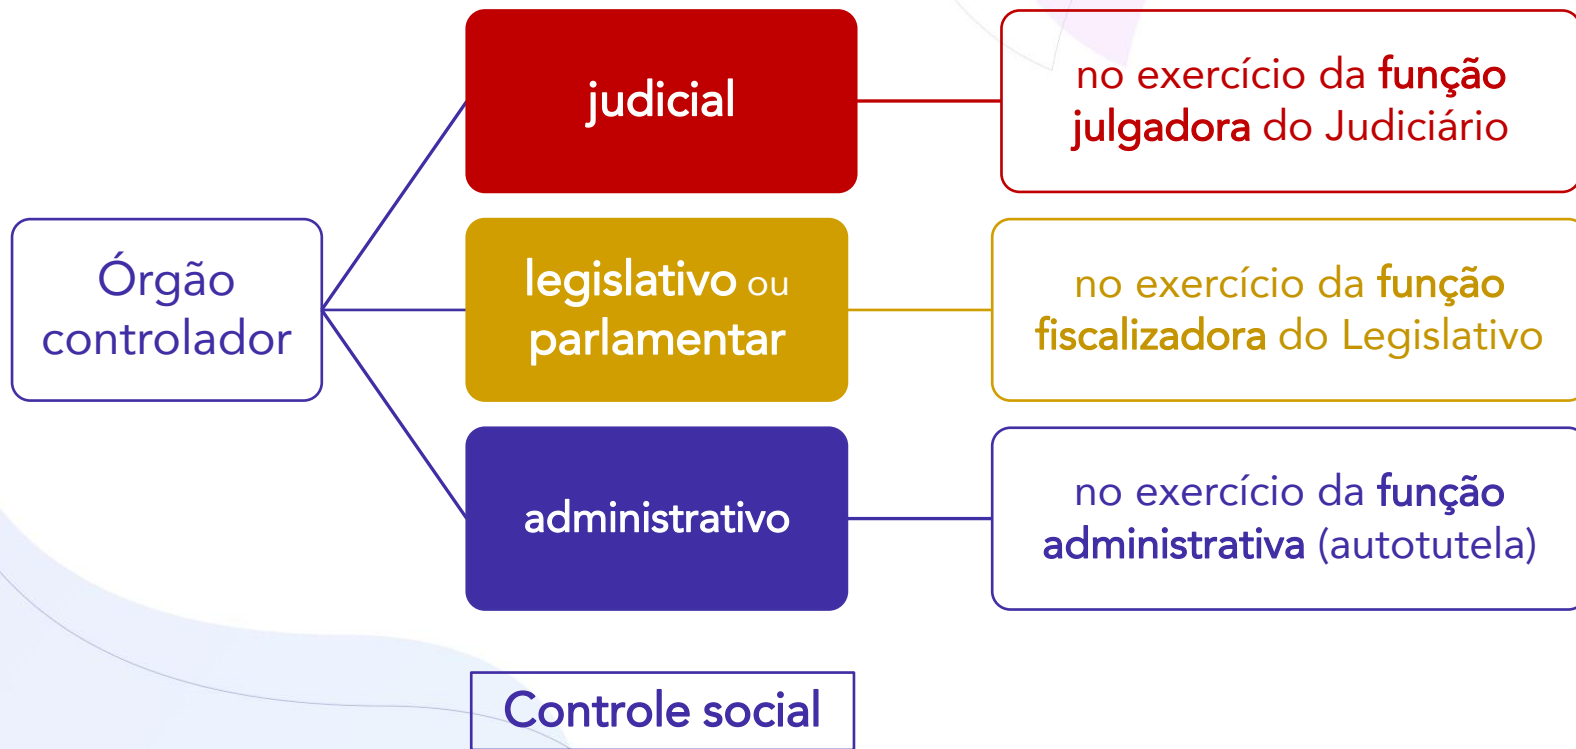 Órgão
controlador
judicial
no exercício da função
julgadora do Judiciário
legislativo ou
parlamentar
no exercício da função
fiscalizadora do Legislativo
administrativo
no exercício da função
administrativa (autotutela)
Controle social